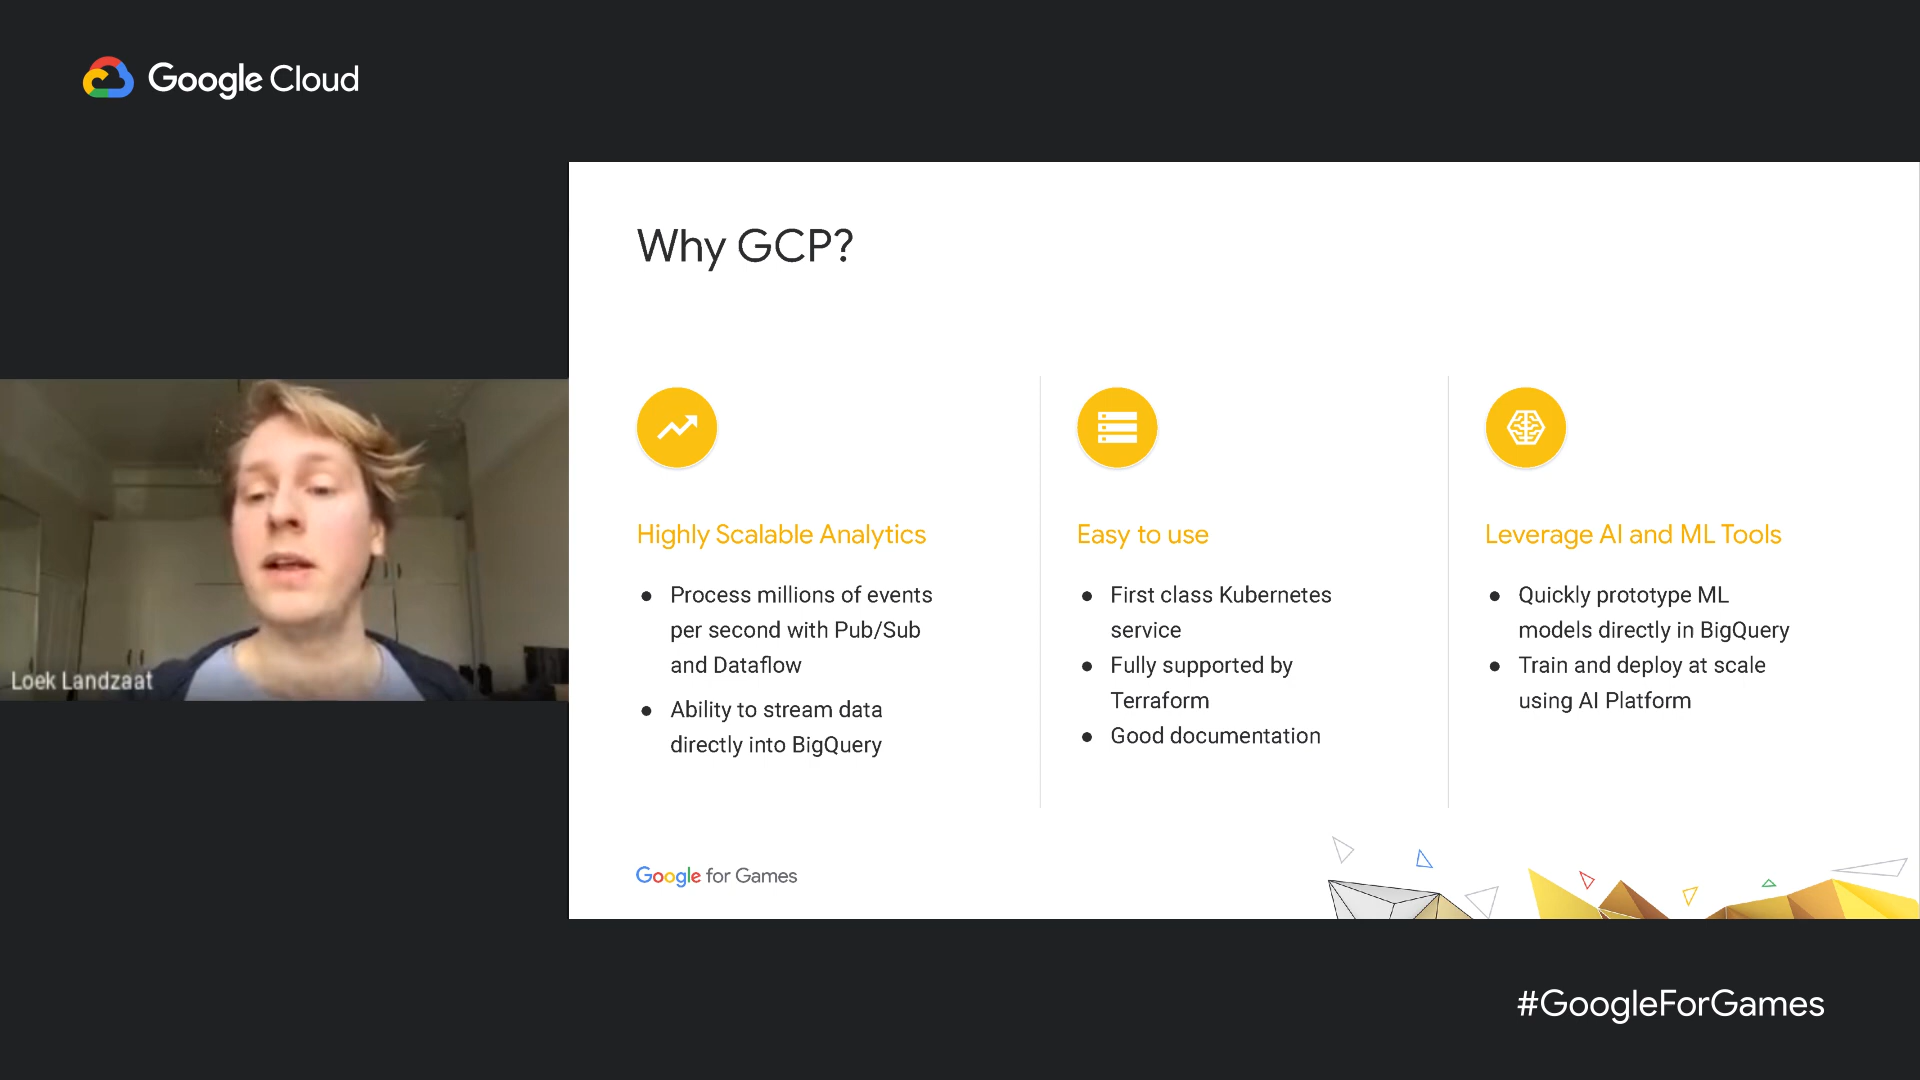 Google Cloud
Why GCP?
Highly Scalable Analytics
● Process millions of events
per second with Pub/Sub
and Dataflow
● Ability to stream data
directly into BigQuery
Easy to use
● First class Kubernetes
service
● Fully supported by
Terraform
● Good documentation
Leverage AI and ML Tools
● Quickly prototype ML
models directly in BigQuery
● Train and deploy at scale
using AI Platform
Loek Landzaat
Google for Games
#GoogleForGames